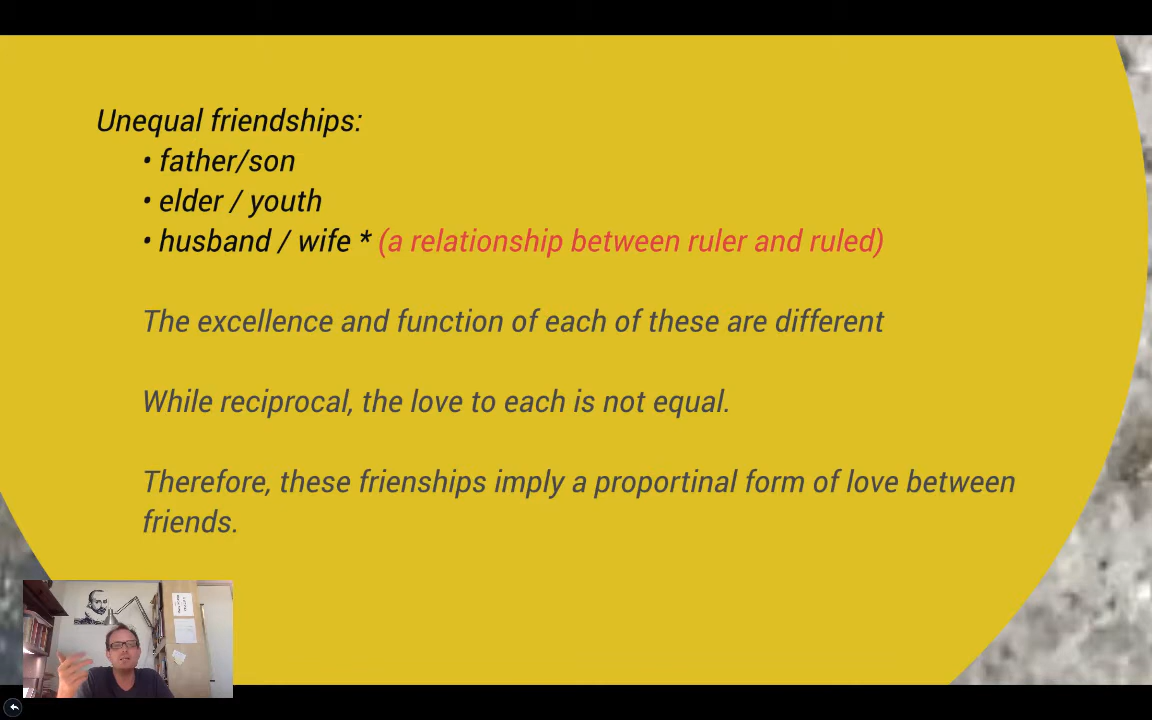 Unequal friendships:
• father/son
• elder / youth
• husband / wife * (a relationship between ruler and ruled)
The excellence and function of each of these are different
While reciprocal, the love to each is not equal.
Therefore, these frienships imply a proportinal form of love between
friends.